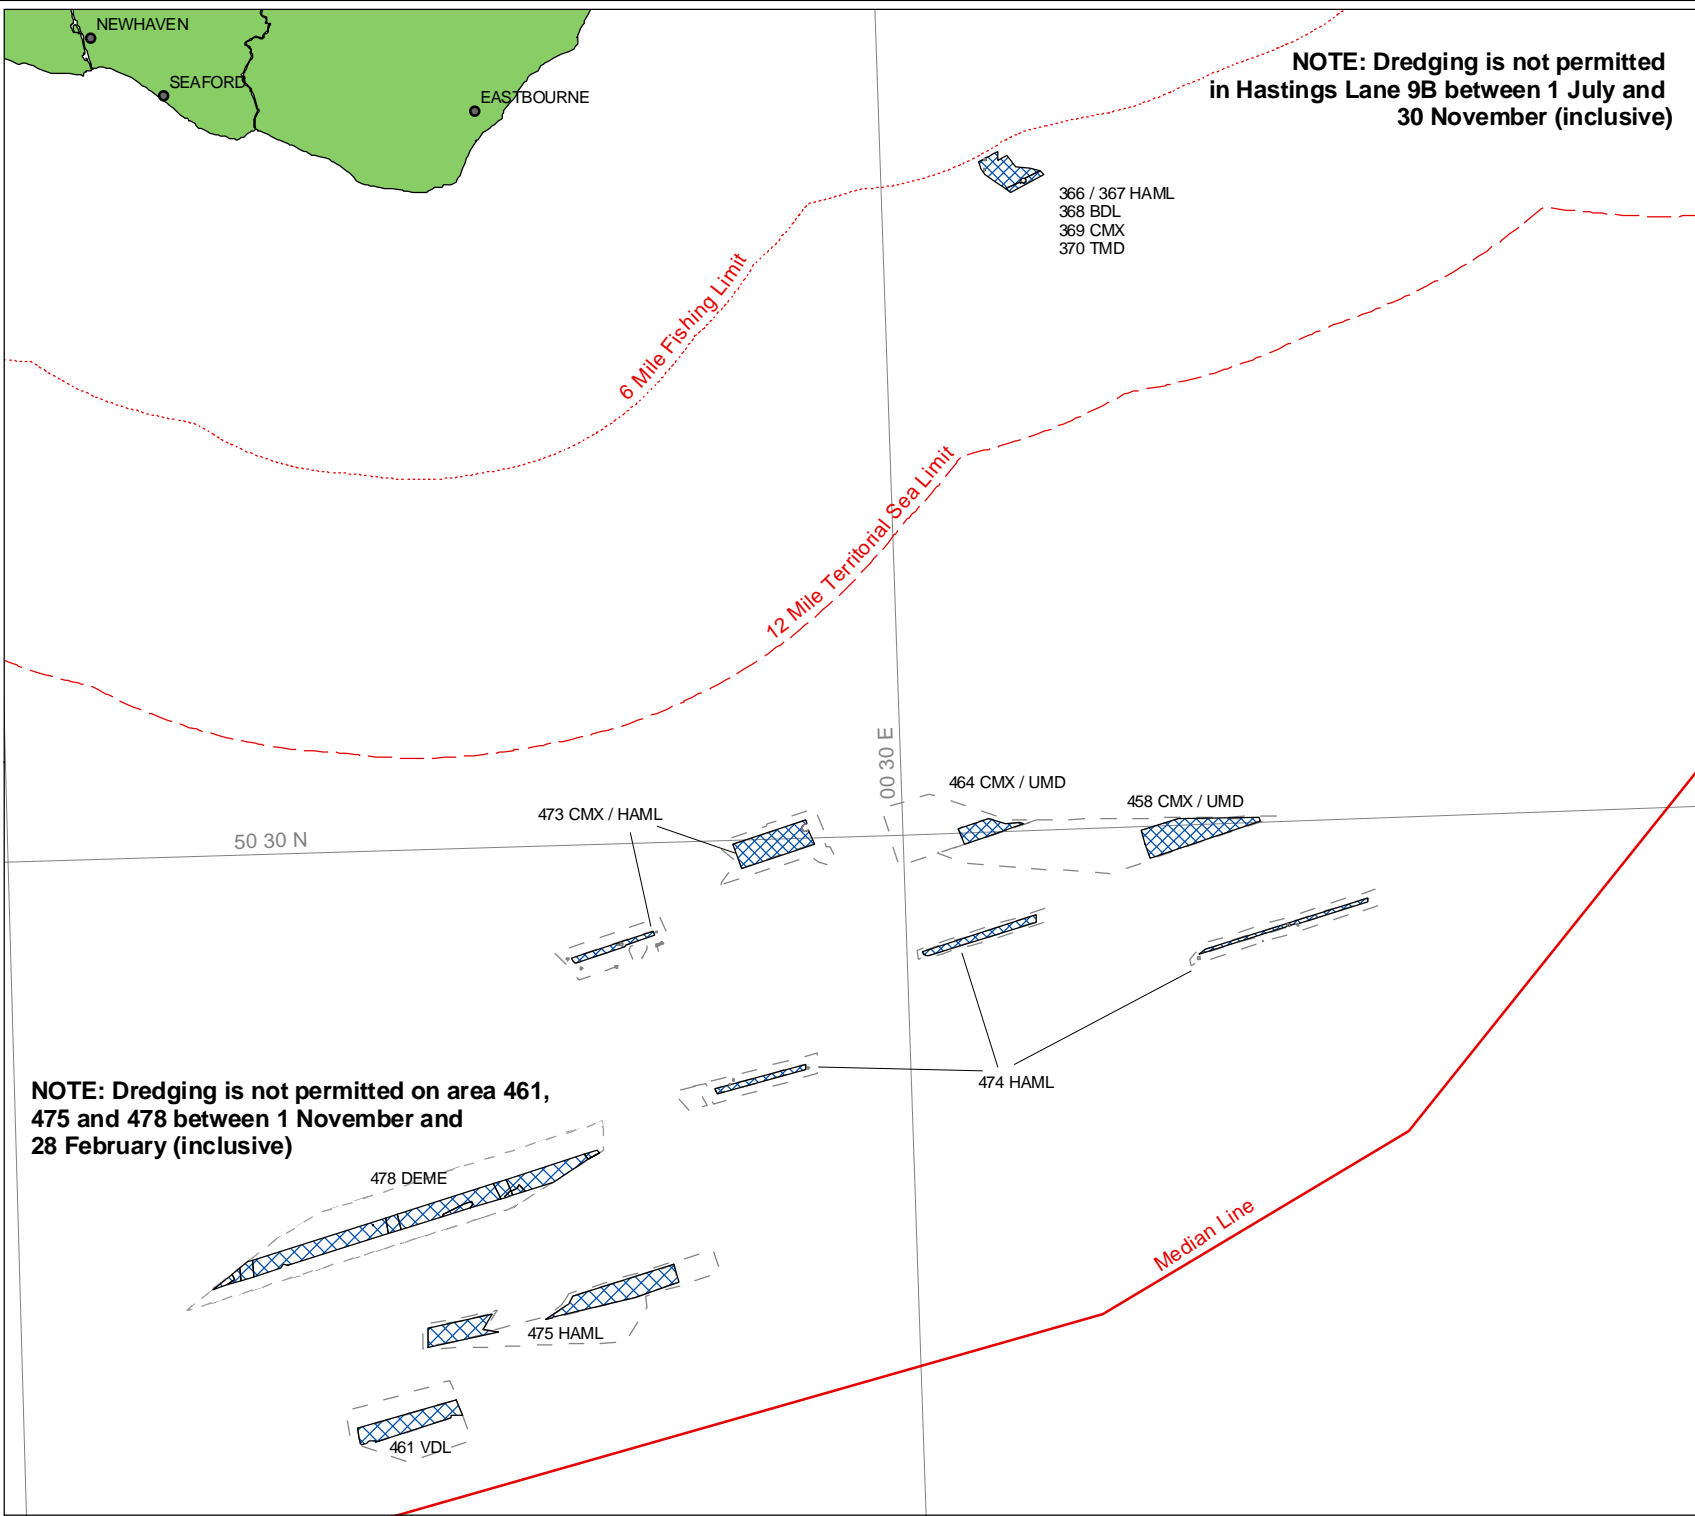 NEWHAVEN
SEAFORD
EASTBOURNE
NOTE: Dredging is not permitted
in Hastings Lane 9B between 1 July and
30 November (inclusive)
366 / 367 HAML
368 BDL
369 CMX
370 TMD
6 Mile Fishing Limit
12 Mile Territorial Sea Limit
00 30 E
464 CMX / UMD
458 CMX / UMD
473 CMX / HAML
50 30 N
474 HAML
NOTE: Dredging is not permitted on area 461,
475 and 478 between 1 November and
28 February (inclusive)
478 DEME
Median Line
475 HAML
461 VDL